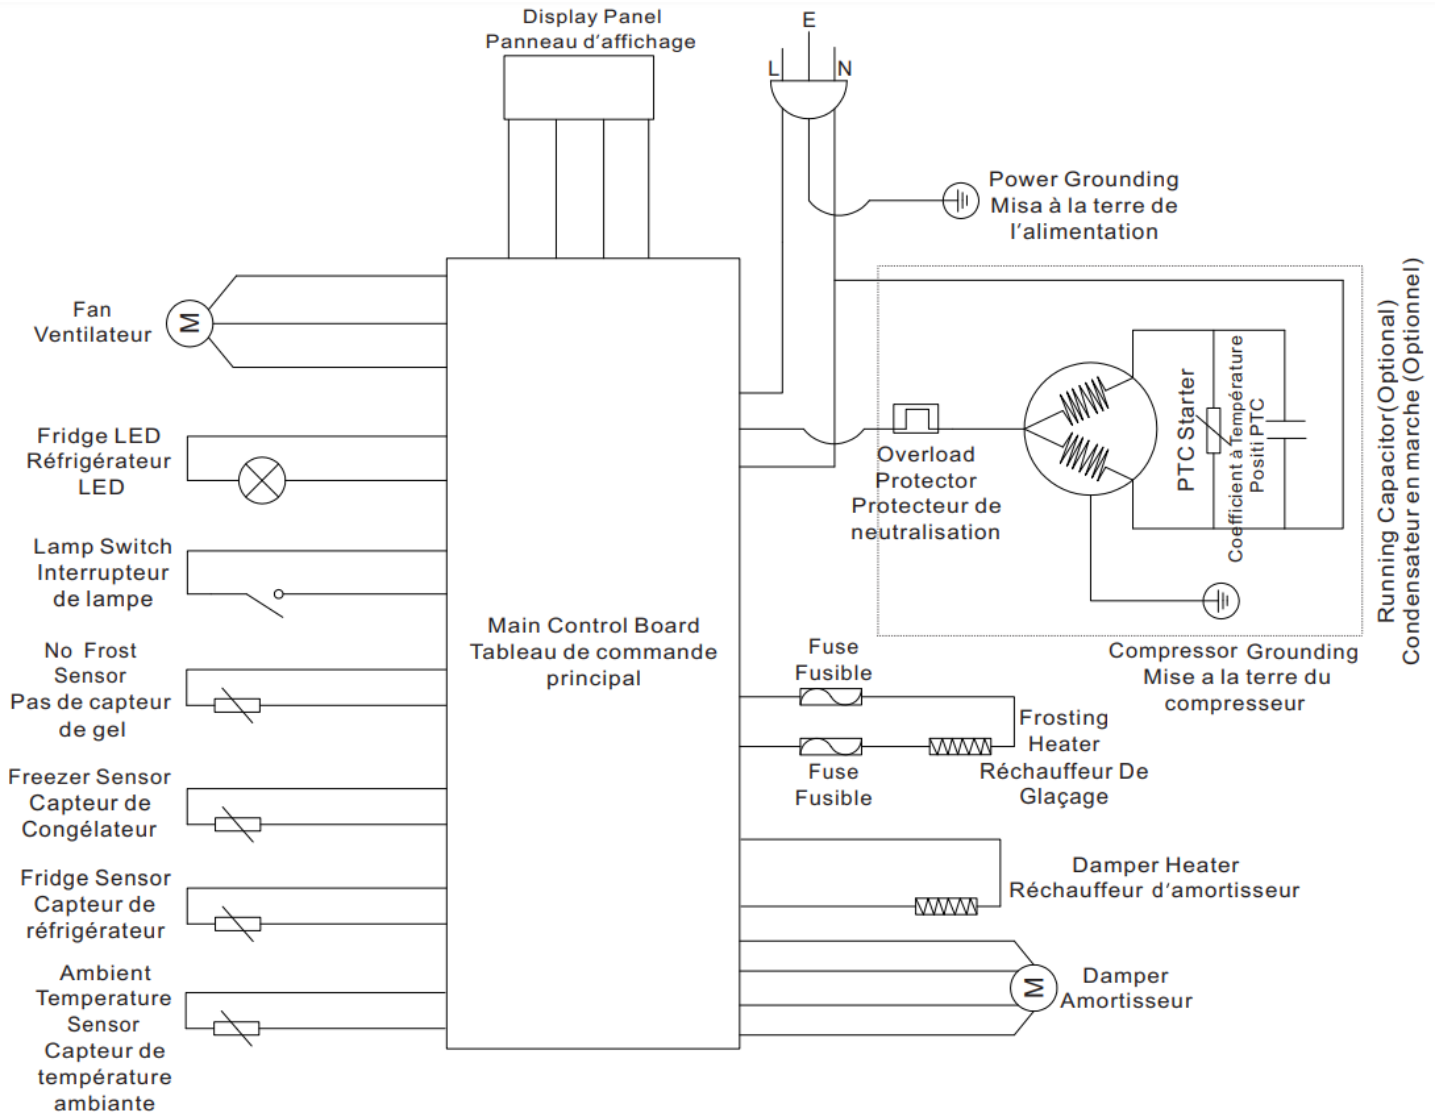 Display Panel
Panneau d'affichage
E
L
N
Power Grounding
Misa à la terre de
l'alimentation
Fan
Ventilateur
M
Fridge LED
Réfrigérateur
LED
Lamp Switch
Interrupteur
de lampe
No Frost
Sensor
Pas de capteur
de gel
Freezer Sensor
Capteur de
Congélateur
Fridge Sensor
Capteur de
réfrigérateur
Ambient
Temperature
Sensor
Capteur de
température
ambiante
Main Control Board
Tableau de commande
principal
Overload
Protector
Protecteur de
neutralisation
PTC Starter
Coefficient à Température
Positi PTC
Running Capacitor(Optional)
Condensateur en marche (Optionnel)
Compressor Grounding
Mise a la terre du
compresseur
Fuse
Fusible
Frosting
Heater
Réchauffeur De
Glaçage
Fuse
Fusible
Damper Heater
Réchauffeur d'amortisseur
M
Damper
Amortisseur